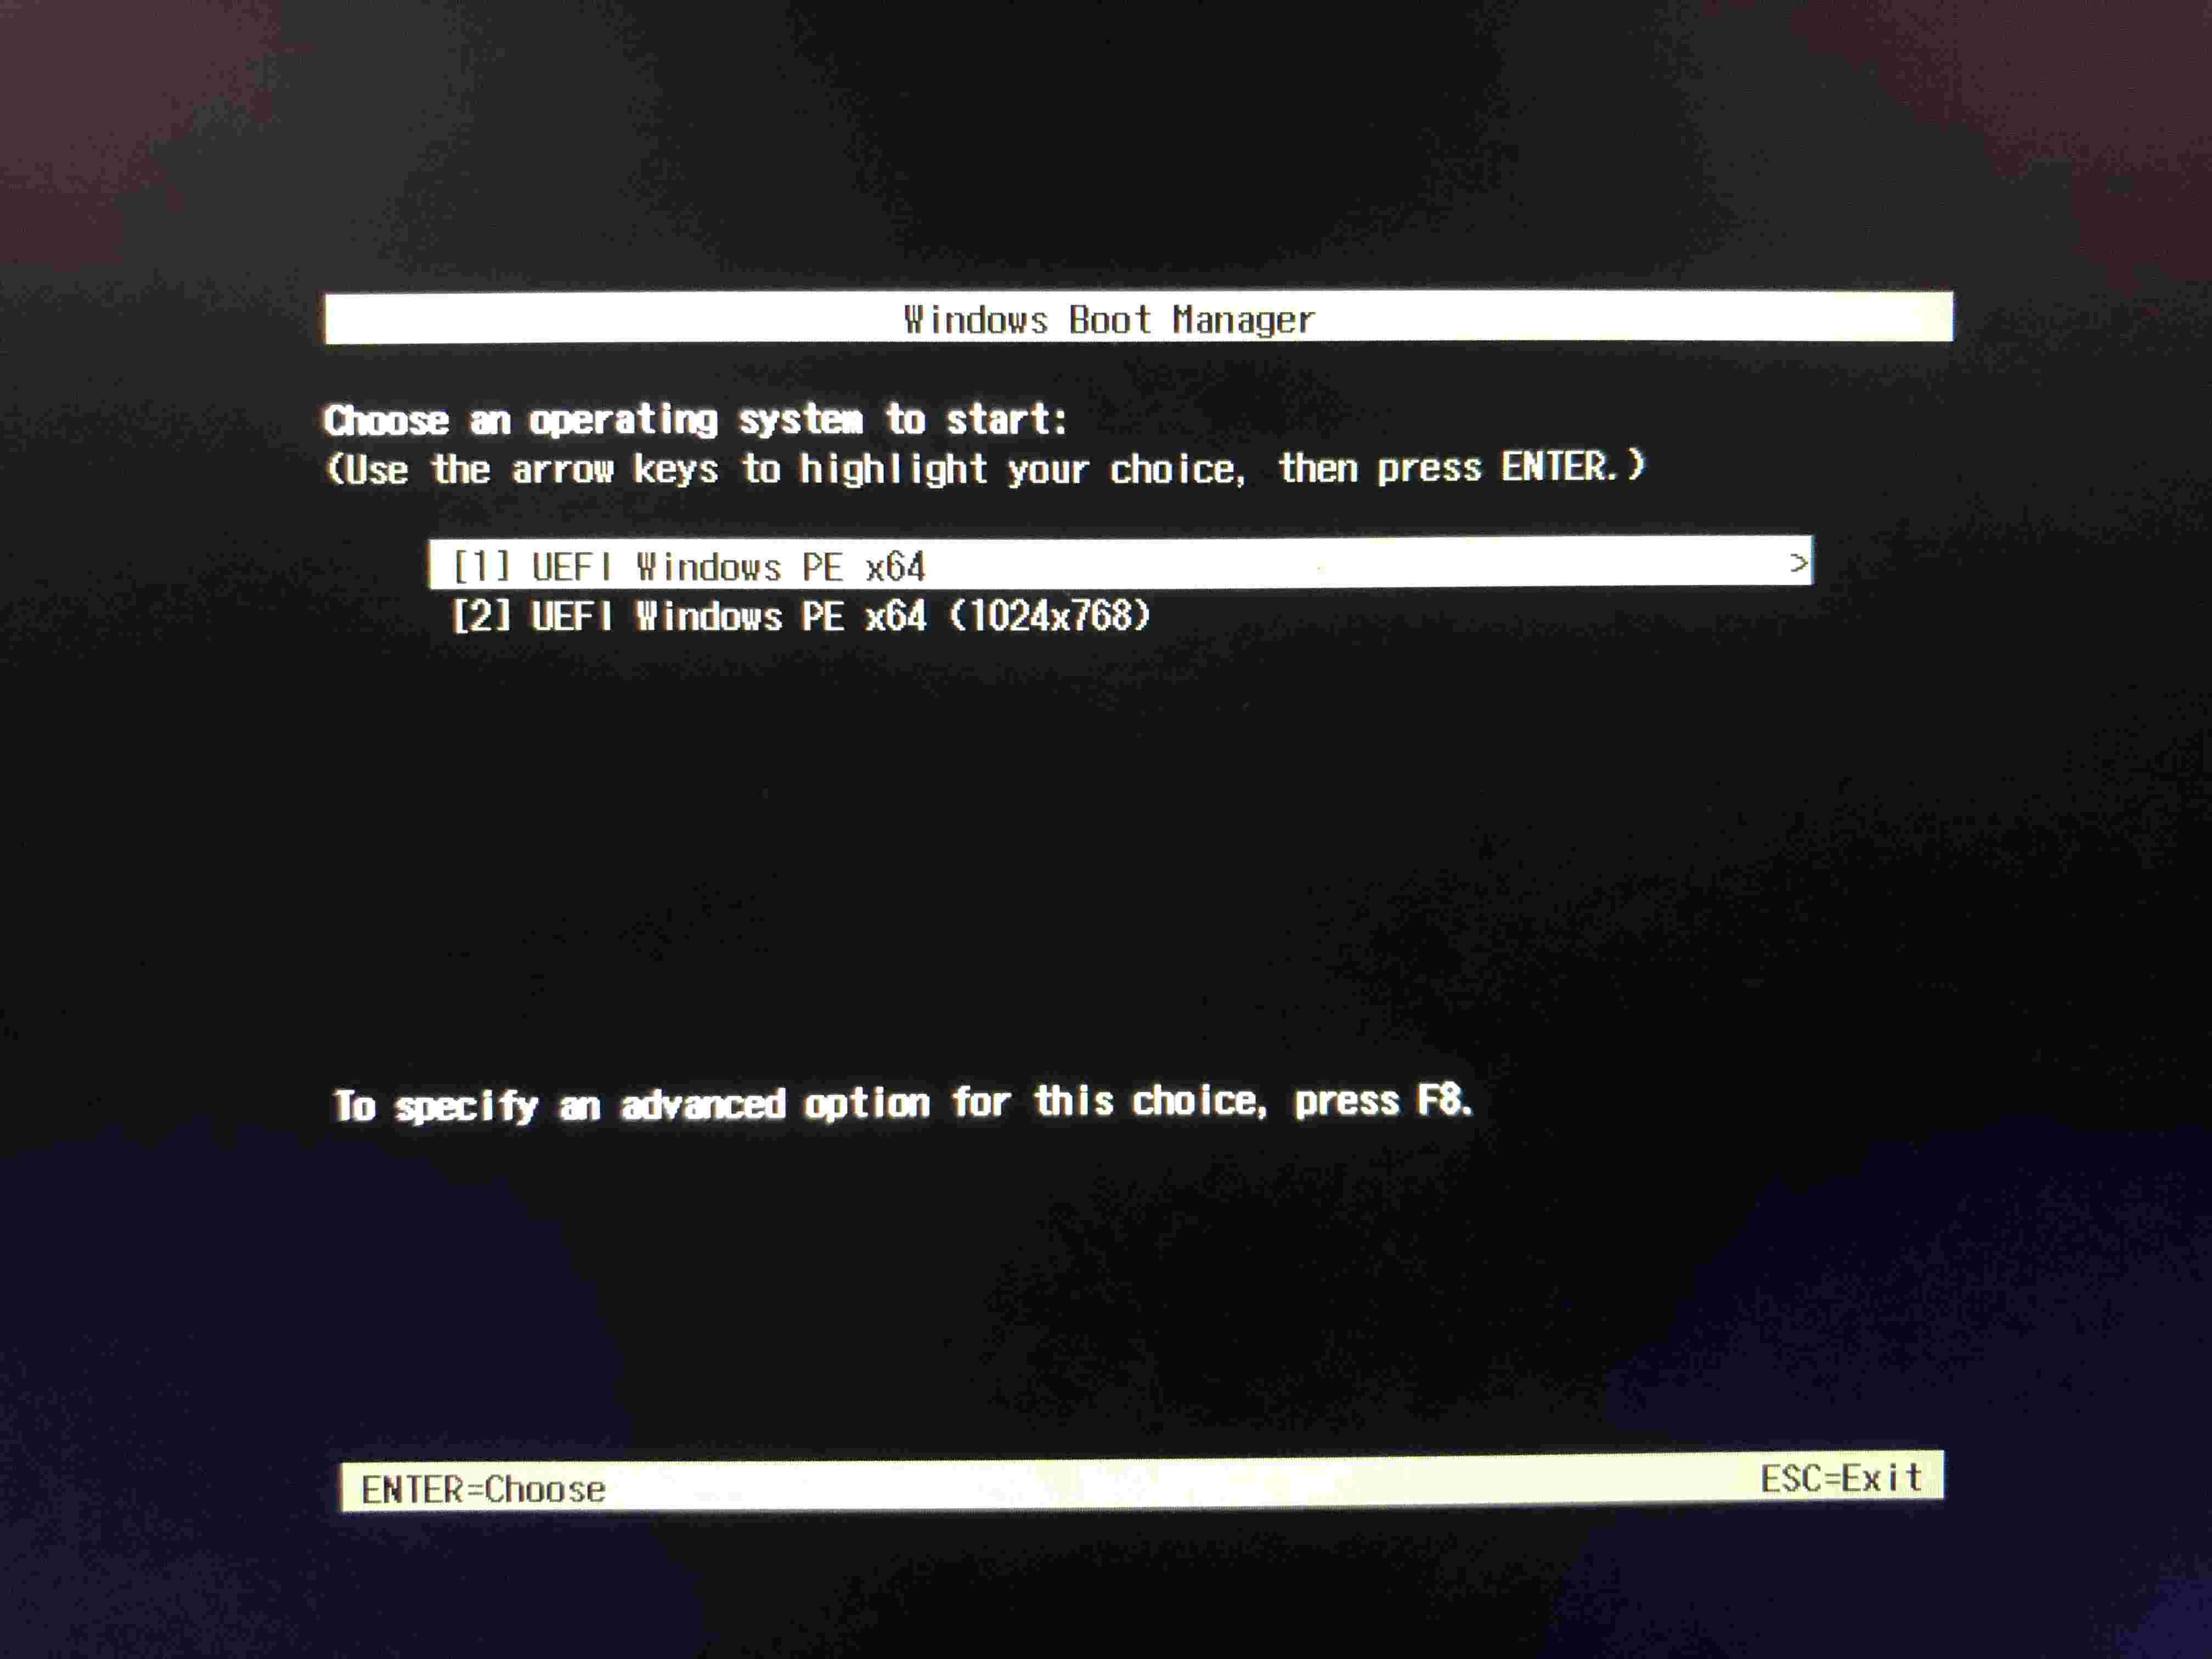 Windows Boot Manager
Choose an operating system to start:
(Use the arrow keys to highlight your choice, then press ENTER.)
[1] UEFI Windows PE x64 >
[2] UEFI Windows PE x64 (1024x768)
To specify an advanced option for this choice, press F8.
ENTER=Choose ESC=Exit